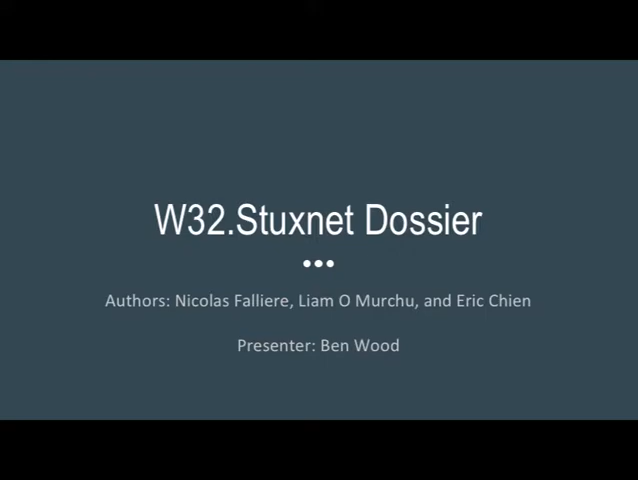 W32.Stuxnet Dossier
Authors: Nicolas Falliere, Liam O Murchu, and Eric Chien
Presenter: Ben Wood